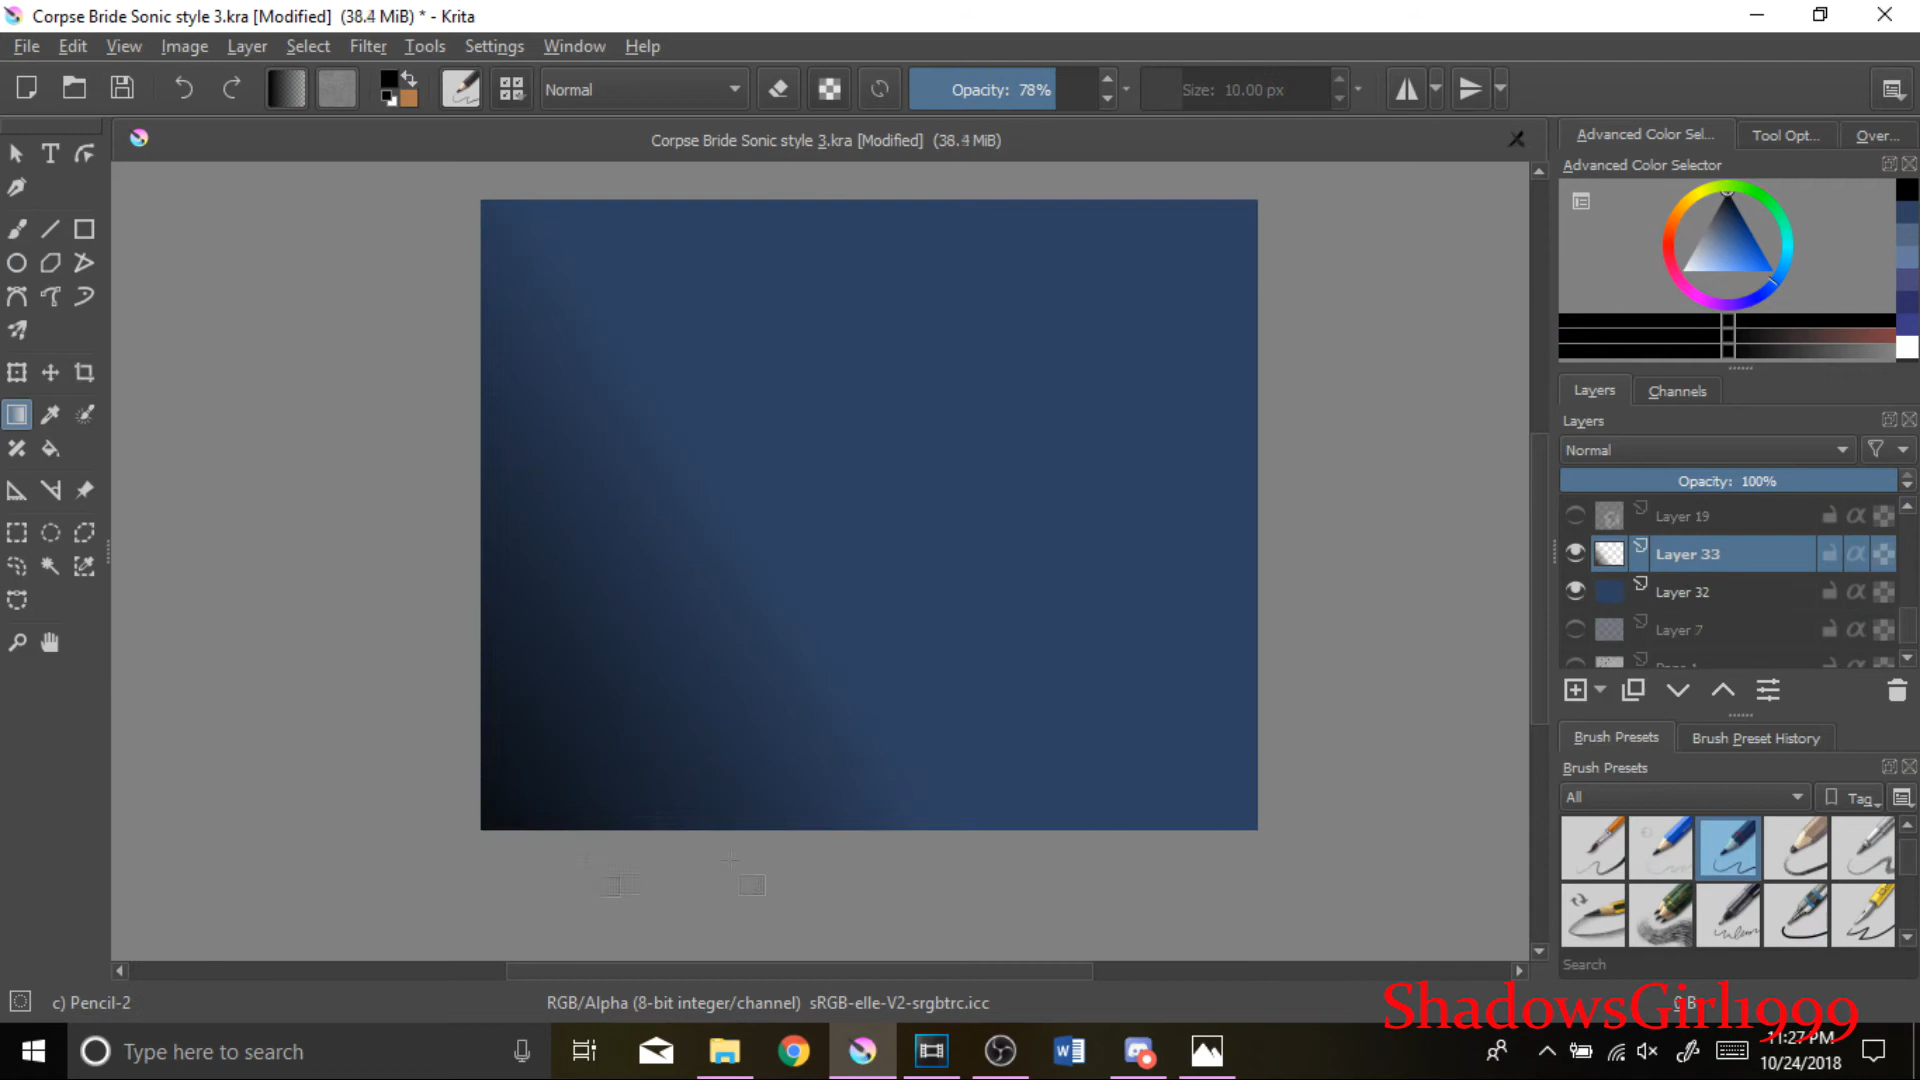 Corpse Bride Sonic style 3.kra [Modified] (38.4 MiB) * - Krita
File Edit View Image Layer Select Filter Tools Settings Window Help
Normal Opacity: 78% Size: 10.00 px
Corpse Bride Sonic style 3.kra [Modified] (38.4 MiB)
Advanced Color Sel... Tool Opt... Over...
Advanced Color Selector
Layers Channels
Layers
Normal
Opacity: 100%
Layer 19
Layer 33
Layer 32
Layer 7
Brush Presets Brush Preset History
Brush Presets
All Tag
Search
c) Pencil-2 RGB/Alpha (8-bit integer/channel) sRGB-elle-V2-srgbtrc.icc
ShadowsGirl1999
Type here to search
11:27 PM
10/24/2018